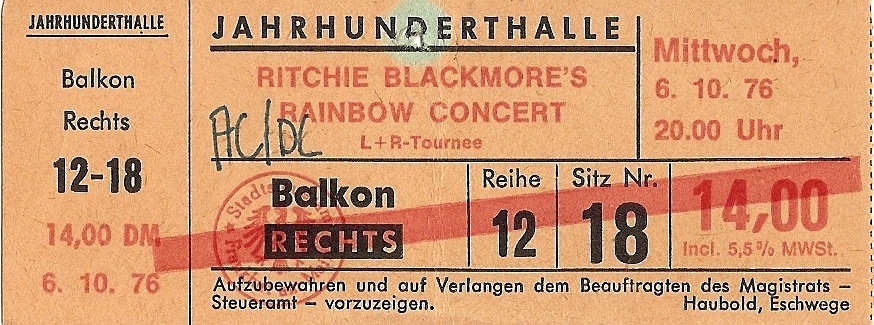 JAHRHUNDERTHALLE
Balkon
Rechts
12-18
14,00 DM
6. 10. 76
JAHRHUNDERTHALLE
RITCHIE BLACKMORE'S
RAINBOW CONCERT
L+R-Tournee
AC/DC
Mittwoch,
6. 10. 76
20.00 Uhr
Balkon
RECHTS
Reihe
12
Sitz Nr.
18
14,00
Incl. 5,5% MWSt.
Aufzubewahren und auf Verlangen dem Beauftragten des Magistrats -
Steueramt - vorzuzeigen. Haubold, Eschwege